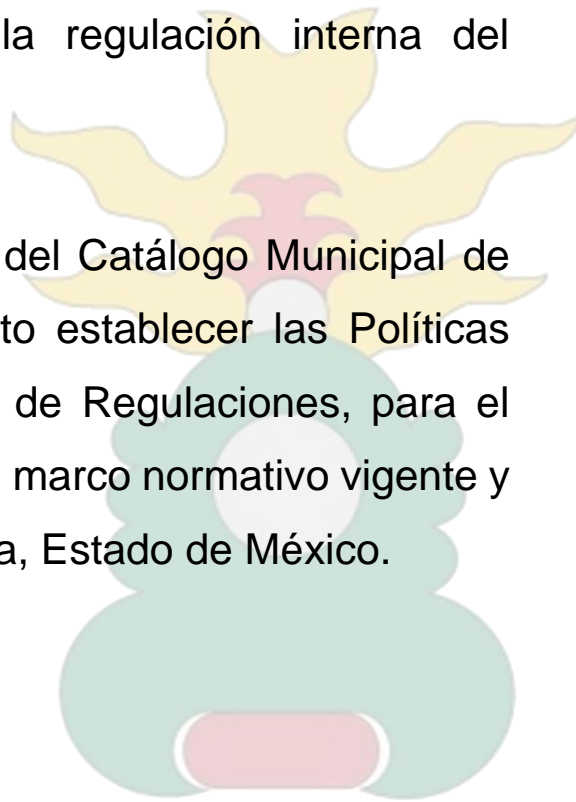 la regulación interna del
del Catálogo Municipal de
to establecer las Políticas
de Regulaciones, para el
marco normativo vigente y
a, Estado de México.